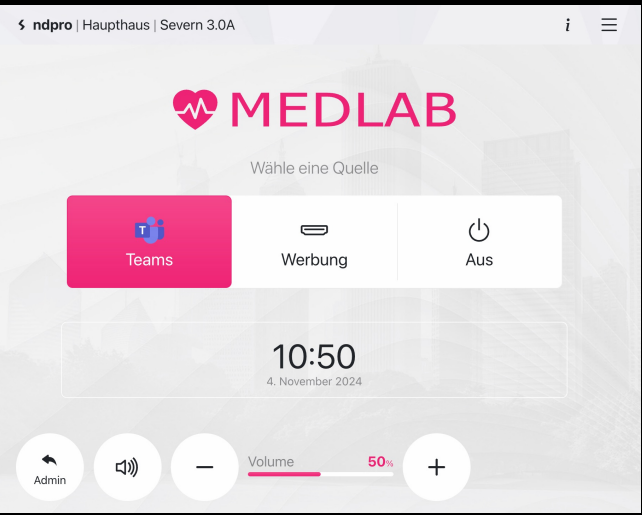 ndpro | Haupthaus | Severn 3.0A
i
MEDLAB
Wähle eine Quelle
T
Teams
Werbung
Aus
10:50
4. November 2024
Admin
Volume 50%